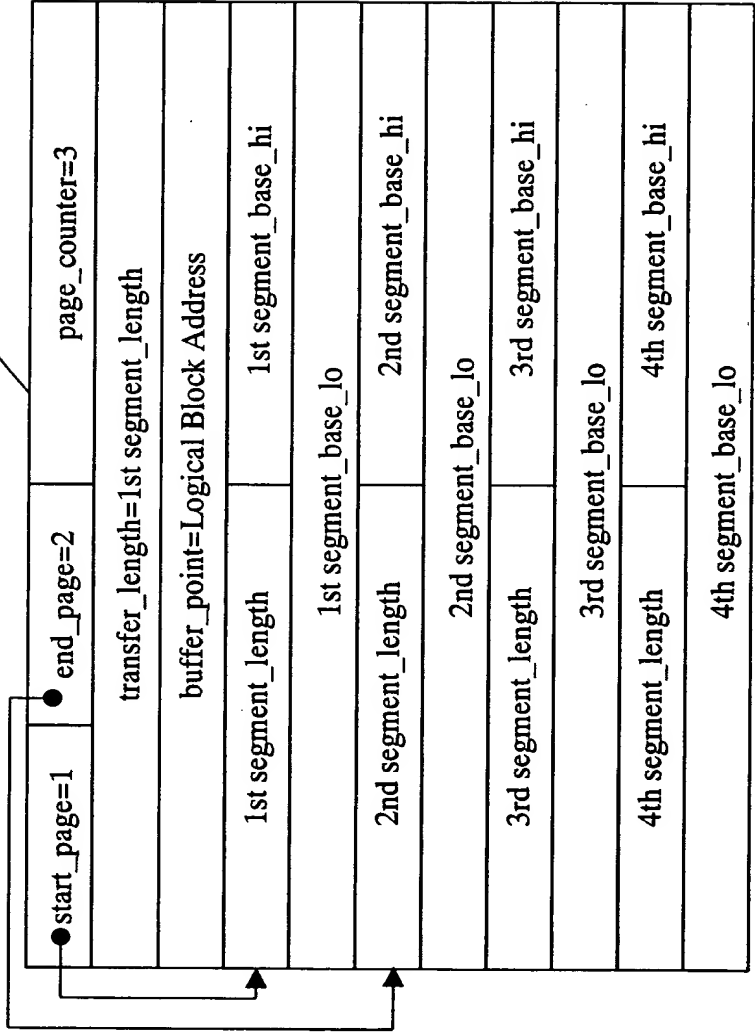 start_page=1 end_page=2 page_counter=3
transfer_length=1st segment_length
buffer_point=Logical Block Address
1st segment_length 1st segment_base_hi
1st segment_base_lo
2nd segment_length 2nd segment_base_hi
2nd segment_base_lo
3rd segment_length 3rd segment_base_hi
3rd segment_base_lo
4th segment_length 4th segment_base_hi
4th segment_base_lo